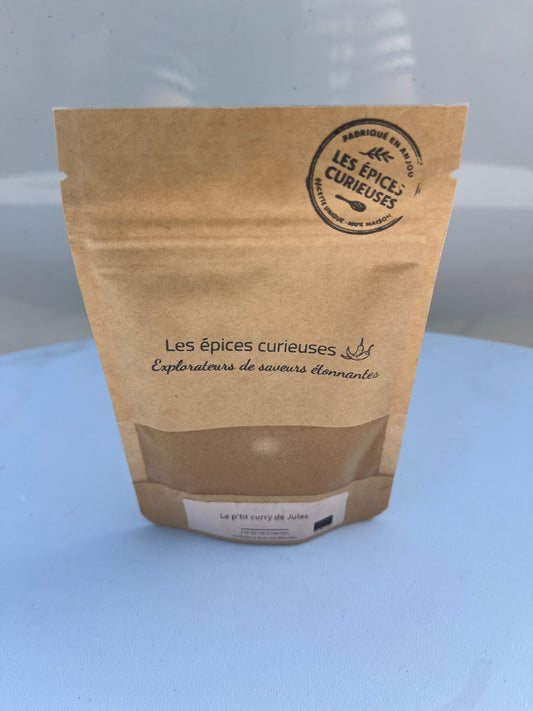 FABRIQUÉ EN ANJOU
LES ÉPICES
CURIEUSES
RECETTE UNIQUE - 100% MAISON
Les épices curieuses
Explorateurs de saveurs étonnantes
Le p'tit curry de Jules